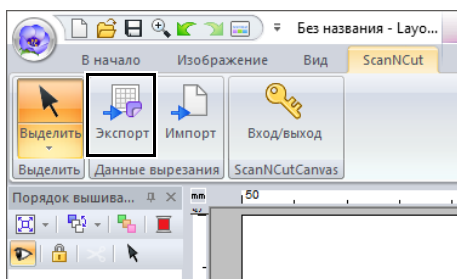 Без названия - Layo...
В начало Изображение Вид ScanNCut
Выделить Экспорт Импорт Вход/выход
Выделить Данные вырезания ScanNCutCanvas
Порядок вышива... mm 50